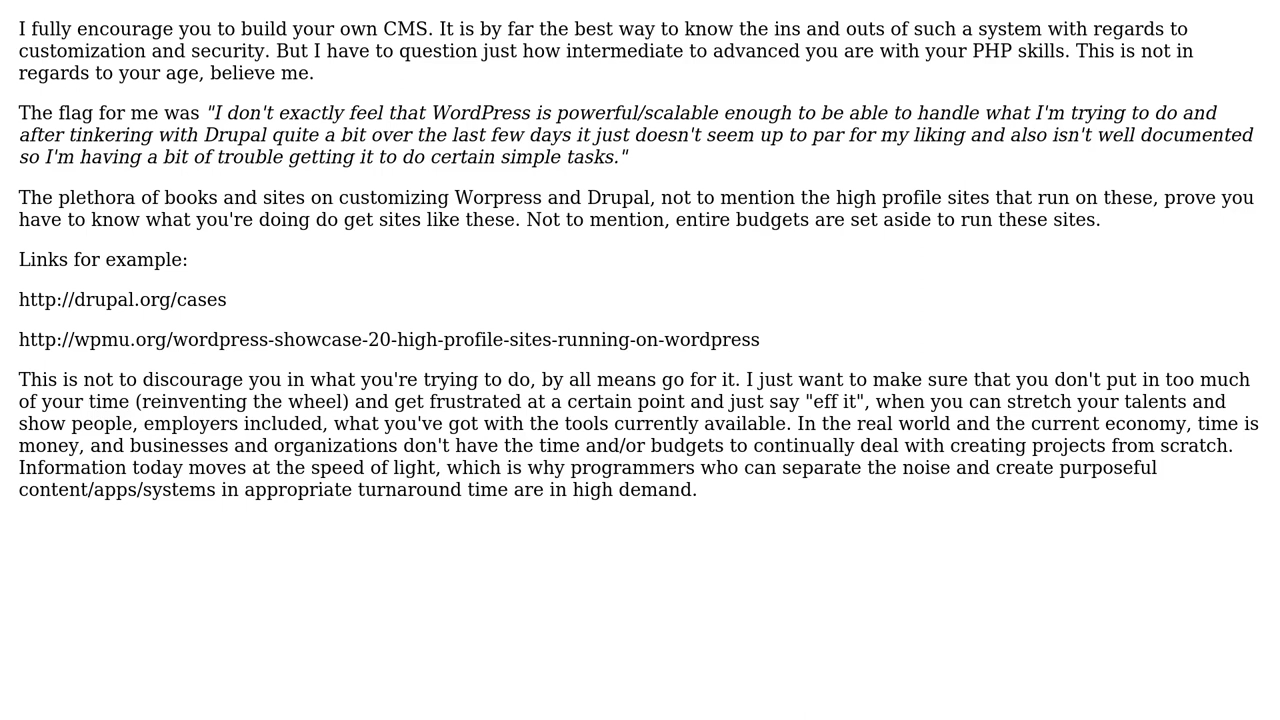 I fully encourage you to build your own CMS. It is by far the best way to know the ins and outs of such a system with regards to
customization and security. But I have to question just how intermediate to advanced you are with your PHP skills. This is not in
regards to your age, believe me.
The flag for me was "I don't exactly feel that WordPress is powerful/scalable enough to be able to handle what I'm trying to do and
after tinkering with Drupal quite a bit over the last few days it just doesn't seem up to par for my liking and also isn't well documented
so I'm having a bit of trouble getting it to do certain simple tasks."
The plethora of books and sites on customizing Worpress and Drupal, not to mention the high profile sites that run on these, prove you
have to know what you're doing do get sites like these. Not to mention, entire budgets are set aside to run these sites.
Links for example:
http://drupal.org/cases
http://wpmu.org/wordpress-showcase-20-high-profile-sites-running-on-wordpress
This is not to discourage you in what you're trying to do, by all means go for it. I just want to make sure that you don't put in too much
of your time (reinventing the wheel) and get frustrated at a certain point and just say "eff it", when you can stretch your talents and
show people, employers included, what you've got with the tools currently available. In the real world and the current economy, time is
money, and businesses and organizations don't have the time and/or budgets to continually deal with creating projects from scratch.
Information today moves at the speed of light, which is why programmers who can separate the noise and create purposeful
content/apps/systems in appropriate turnaround time are in high demand.